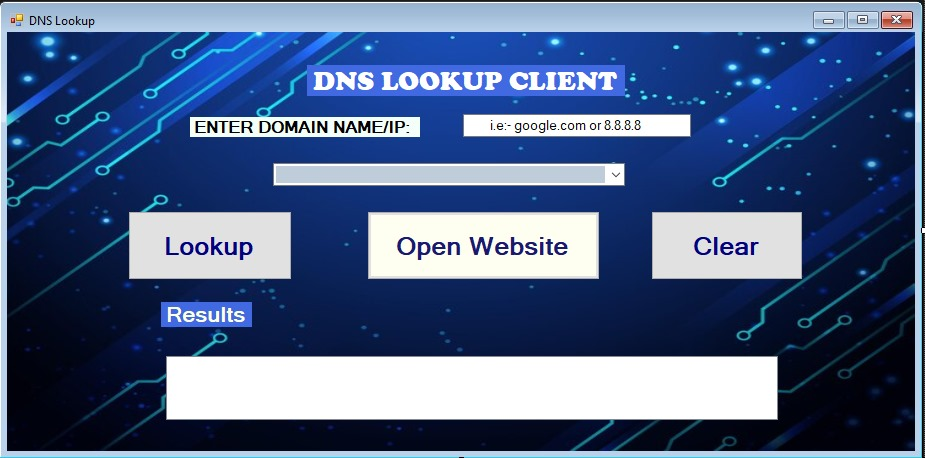 DNS Lookup
DNS LOOKUP CLIENT
ENTER DOMAIN NAME/IP: i.e:- google.com or 8.8.8.8
Lookup Open Website Clear
Results